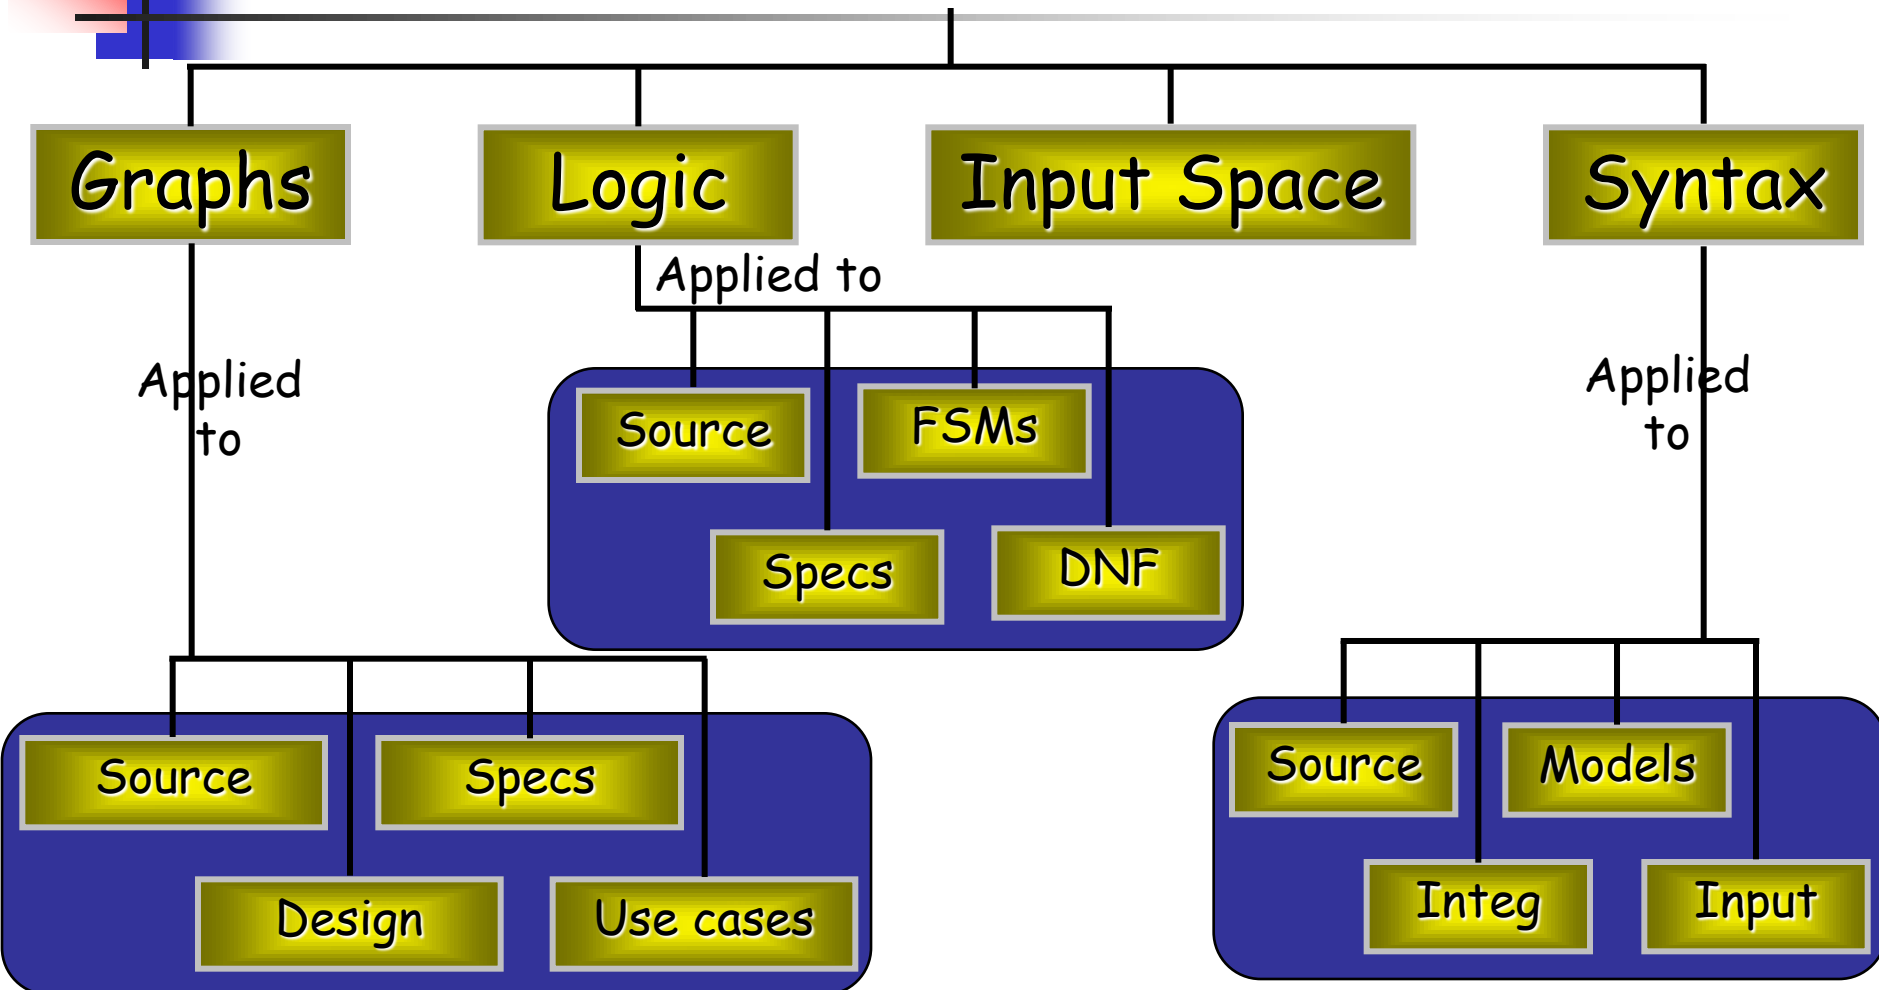 Graphs
Logic
Input Space
Syntax
Applied to
Applied
to
Applied
to
Source
FSMs
Specs
DNF
Source
Specs
Design
Use cases
Source
Models
Integ
Input